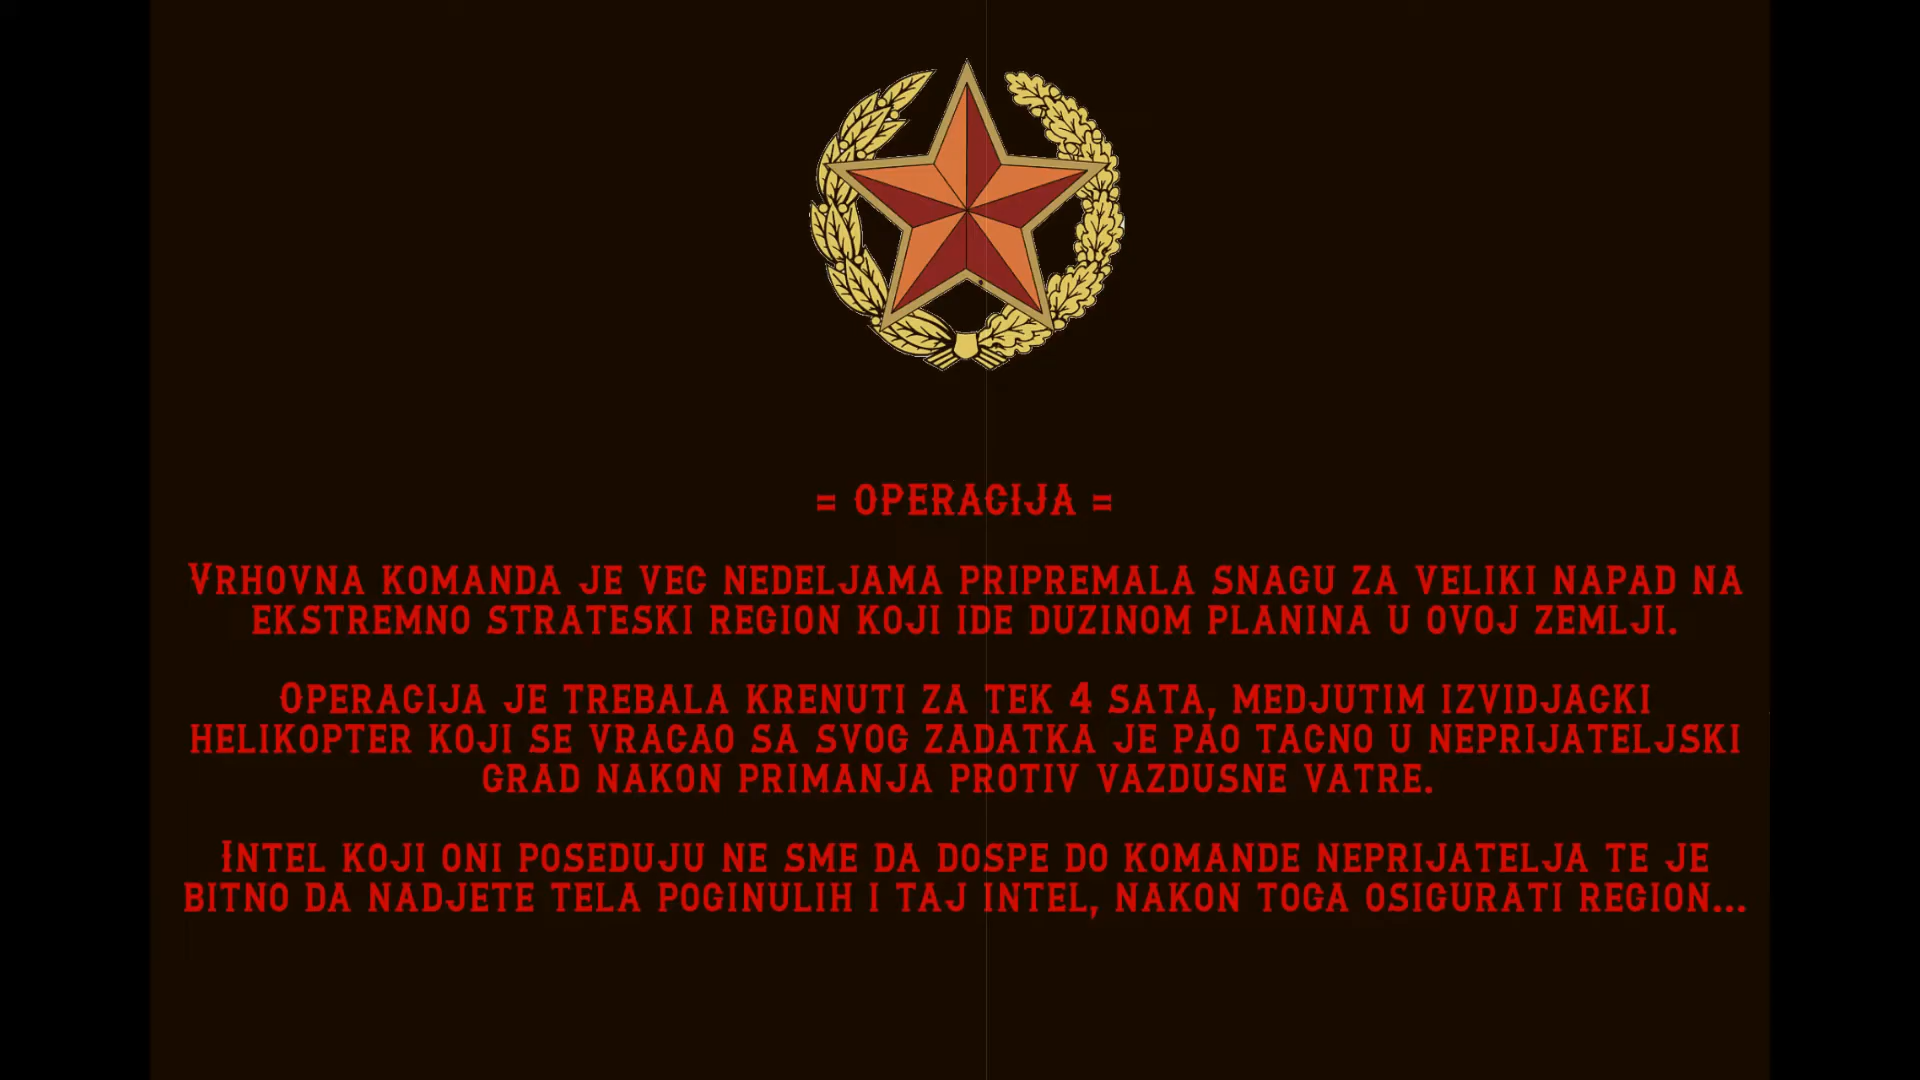 = OPERACIJA =
VRHOVNA KOMANDA JE VEC NEDELJAMA PRIPREMALA SNAGU ZA VELIKI NAPAD NA
EKSTREMNO STRATESKI REGION KOJI IDE DUZINOM PLANINA U OVOJ ZEMLJI.
OPERACIJA JE TREBALA KRENUTI ZA TEK 4 SATA, MEDJUTIM IZVIDJACKI
HELIKOPTER KOJI SE VRACAO SA SVOG ZADATKA JE PAO TACNO U NEPRIJATELJSKI
GRAD NAKON PRIMANJA PROTIV VAZDUSNE VATRE.
INTEL KOJI ONI POSEDUJU NE SME DA DOSPE DO KOMANDE NEPRIJATELJA TE JE
BITNO DA NADJETE TELA POGINULIH I TAJ INTEL, NAKON TOGA OSIGURATI REGION...